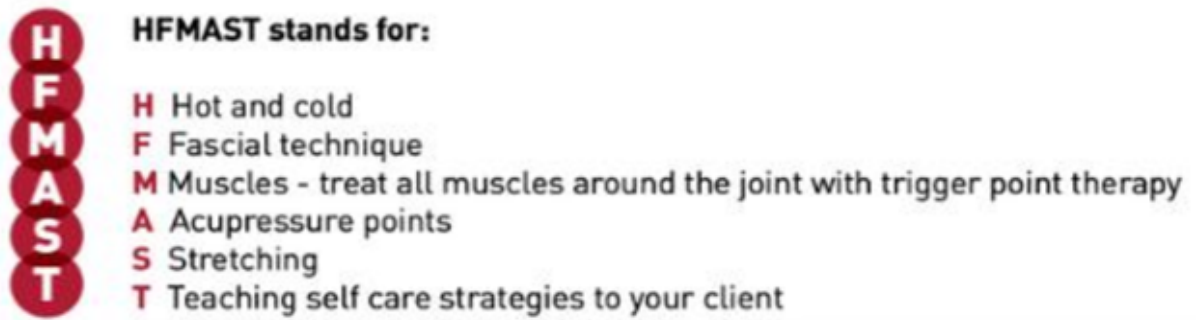 H
F
M
A
S
T
HFMAST stands for:
H Hot and cold
F Fascial technique
M Muscles - treat all muscles around the joint with trigger point therapy
A Acupressure points
S Stretching
T Teaching self care strategies to your client